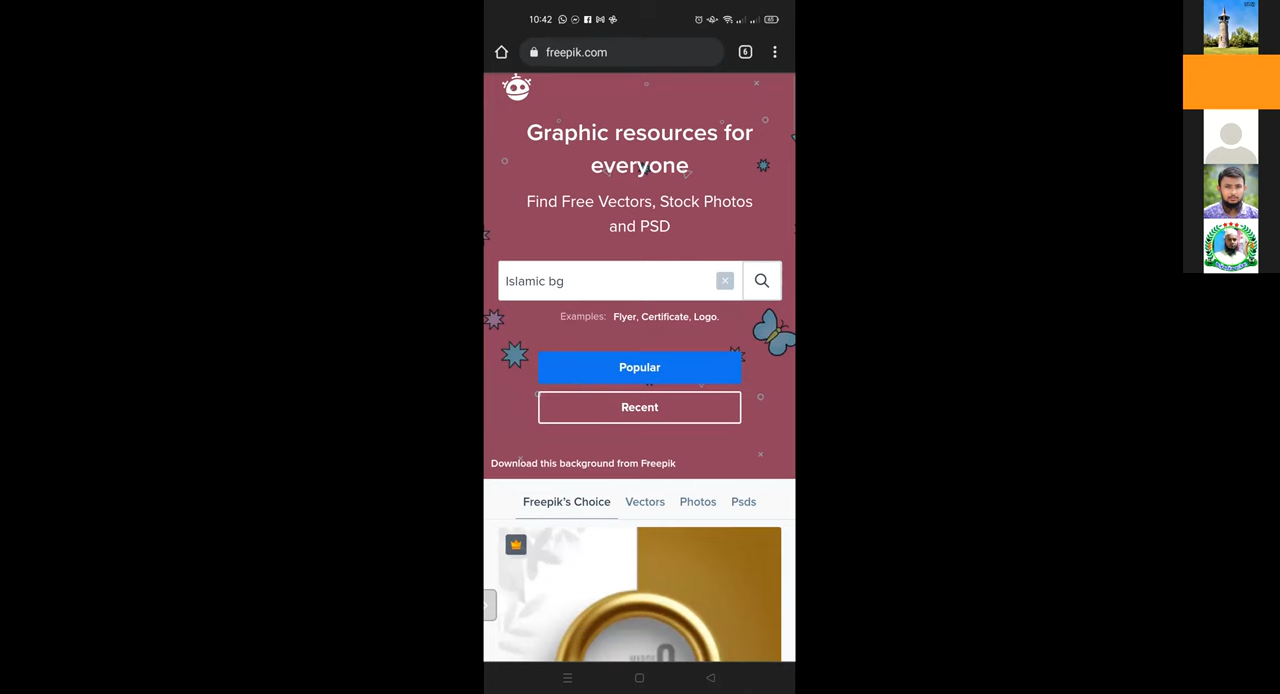 10:42
65
freepik.com
6
Graphic resources for
everyone
Find Free Vectors, Stock Photos
and PSD
Islamic bg
Examples: Flyer, Certificate, Logo.
Popular
Recent
Download this background from Freepik
Freepik's Choice Vectors Photos Psds